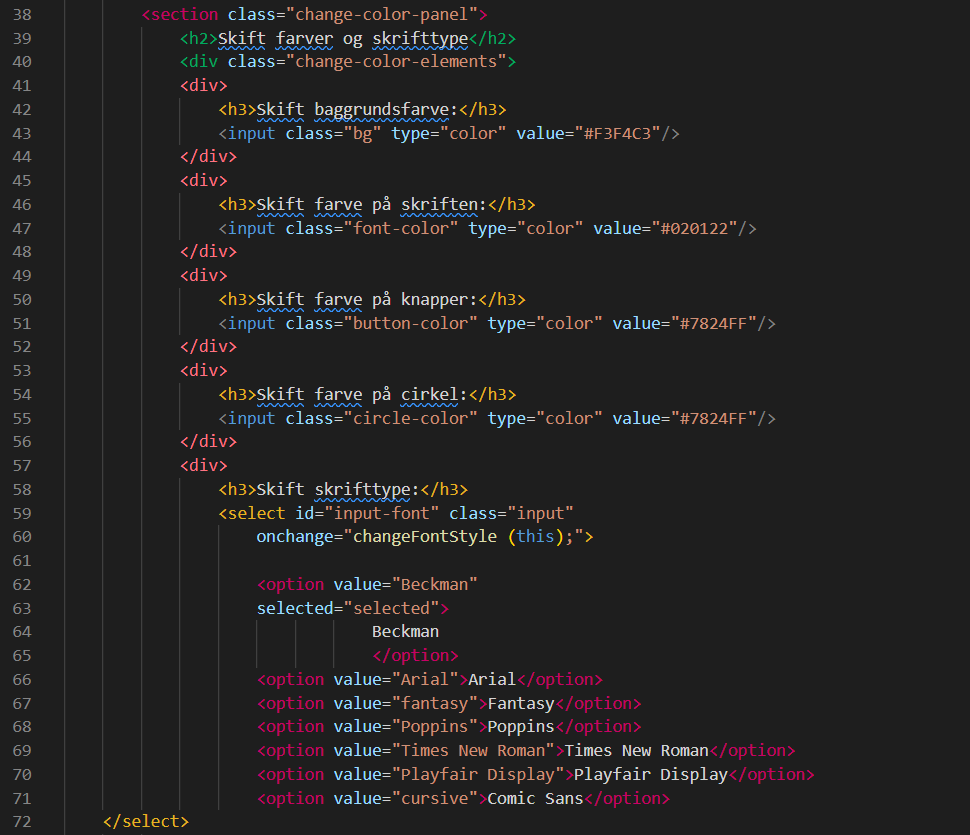 38 <section class="change-color-panel">
39 <h2>Skift farver og skrifttype</h2>
40 <div class="change-color-elements">
41 <div>
42 <h3>Skift baggrundsfarve:</h3>
43 <input class="bg" type="color" value="#F3F4C3"/>
44 </div>
45 <div>
46 <h3>Skift farve på skriften:</h3>
47 <input class="font-color" type="color" value="#020122"/>
48 </div>
49 <div>
50 <h3>Skift farve på knapper:</h3>
51 <input class="button-color" type="color" value="#7824FF"/>
52 </div>
53 <div>
54 <h3>Skift farve på cirkel:</h3>
55 <input class="circle-color" type="color" value="#7824FF"/>
56 </div>
57 <div>
58 <h3>Skift skrifttype:</h3>
59 <select id="input-font" class="input"
60 onchange="changeFontStyle (this);">
61
62 <option value="Beckman"
63 selected="selected">
64 Beckman
65 </option>
66 <option value="Arial">Arial</option>
67 <option value="fantasy">Fantasy</option>
68 <option value="Poppins">Poppins</option>
69 <option value="Times New Roman">Times New Roman</option>
70 <option value="Playfair Display">Playfair Display</option>
71 <option value="cursive">Comic Sans</option>
72 </select>